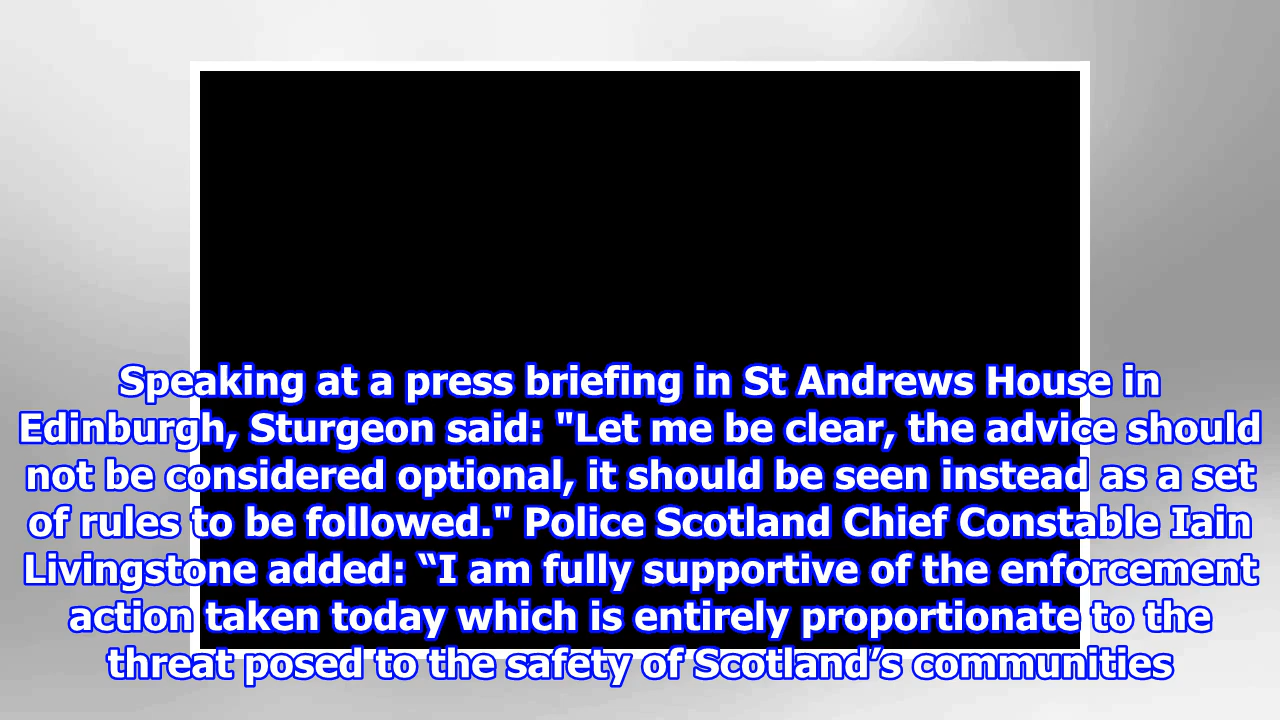 Speaking at a press briefing in St Andrews House in
Edinburgh, Sturgeon said: "Let me be clear, the advice should
not be considered optional, it should be seen instead as a set
of rules to be followed." Police Scotland Chief Constable Iain
Livingstone added: “I am fully supportive of the enforcement
action taken today which is entirely proportionate to the
threat posed to the safety of Scotland’s communities